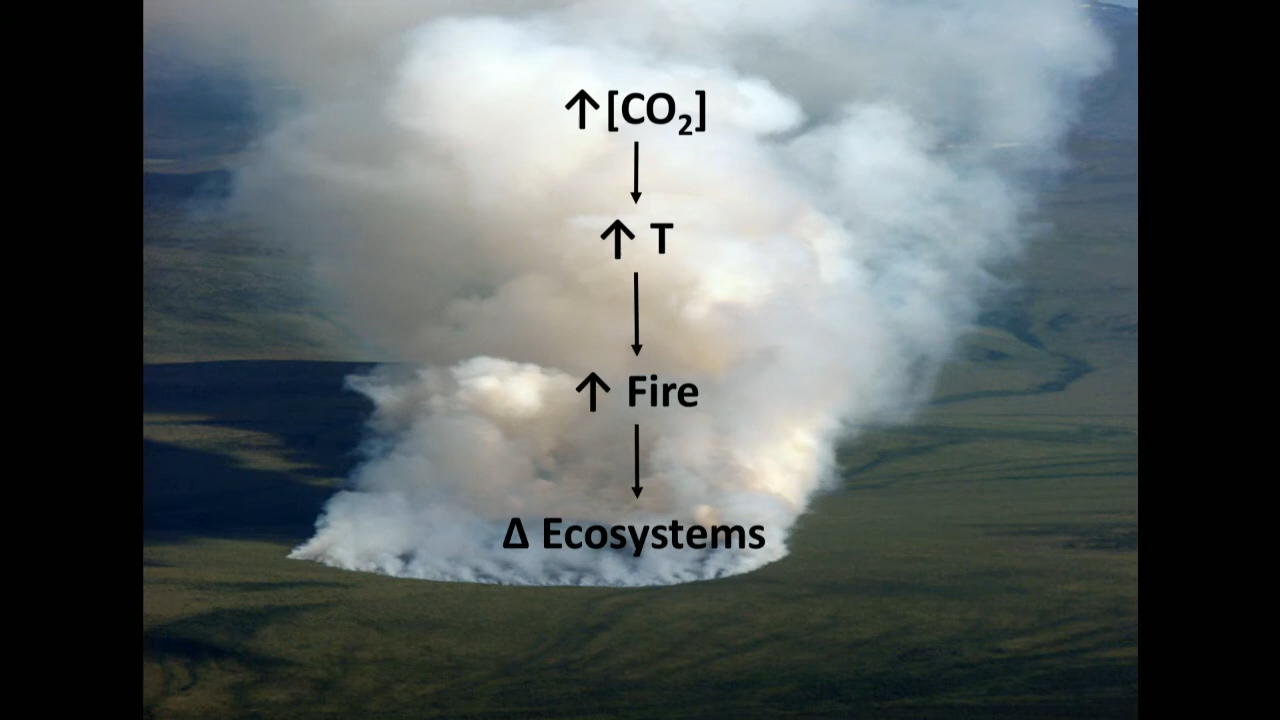 ↑[CO₂]
↑ T
↑ Fire
Δ Ecosystems